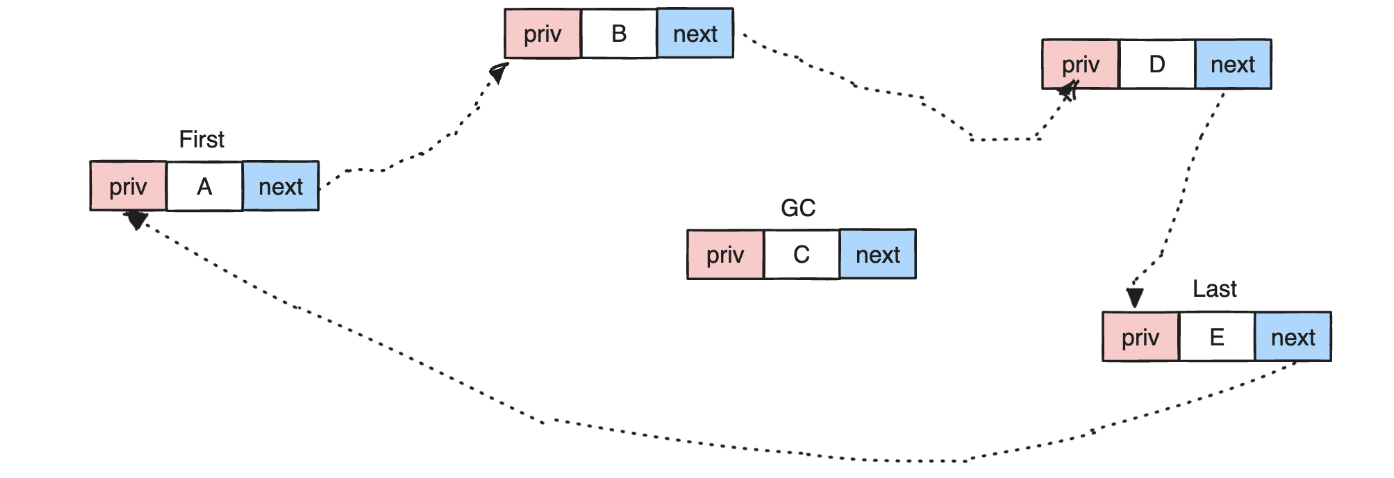 priv B next
priv D next
First
priv A next
GC
priv C next
Last
priv E next